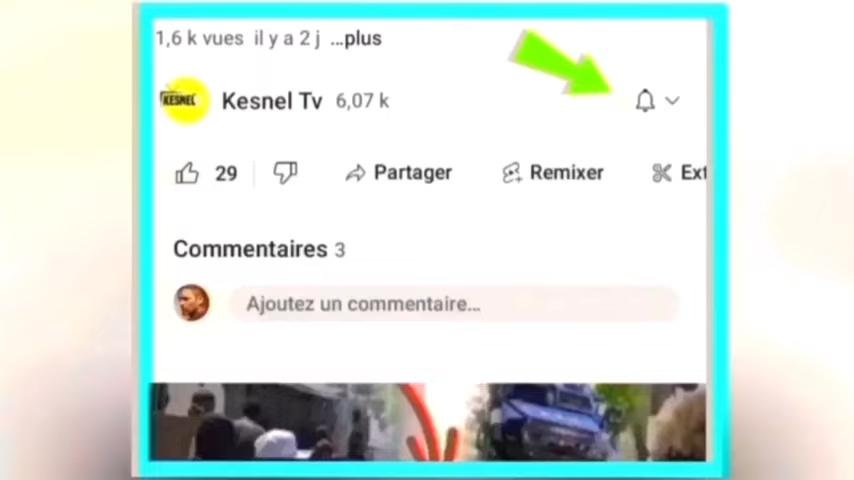 1,6 k vues il y a 2 j ...plus
KESNEL Kesnel Tv 6,07 k
29 Partager Remixer Ext
Commentaires 3
Ajoutez un commentaire...